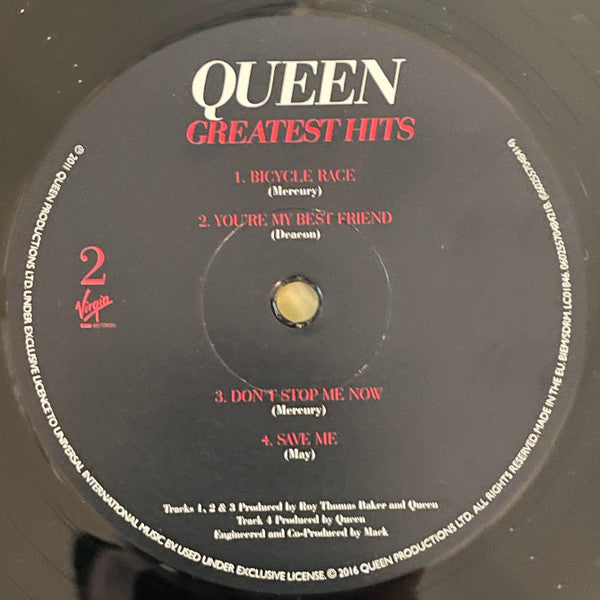 QUEEN
GREATEST HITS
1. BICYCLE RACE
(Mercury)
2. YOU'RE MY BEST FRIEND
(Deacon)
2
Virgin
3. DON'T STOP ME NOW
(Mercury)
4. SAVE ME
(May)
Tracks 1, 2 & 3 Produced by Roy Thomas Baker and Queen
Track 4 Produced by Queen
Engineered and Co-Produced by Mack
℗ 2011 QUEEN PRODUCTIONS LTD. UNDER EXCLUSIVE LICENCE TO UNIVERSAL INTERNATIONAL MUSIC BV USED UNDER EXCLUSIVE LICENSE. © 2016 QUEEN PRODUCTIONS LTD. ALL RIGHTS RESERVED. MADE IN THE EU. BIEM/SDRM. LC01846.